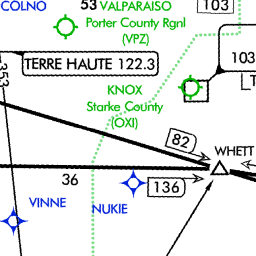 COLNO
53 VALPARAISO
Porter County Rgnl
(VPZ)
103
TERRE HAUTE 122.3
103
353
KNOX
Starke County
(OXI)
82
WHETT
36
136
VINNE
NUKIE